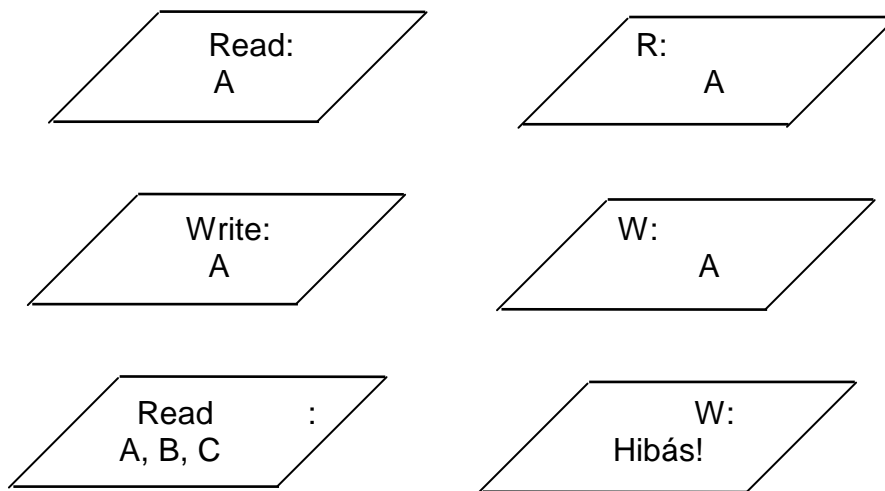 Read:
A
R:
A
Write:
A
W:
A
Read :
A, B, C
W:
Hibás!